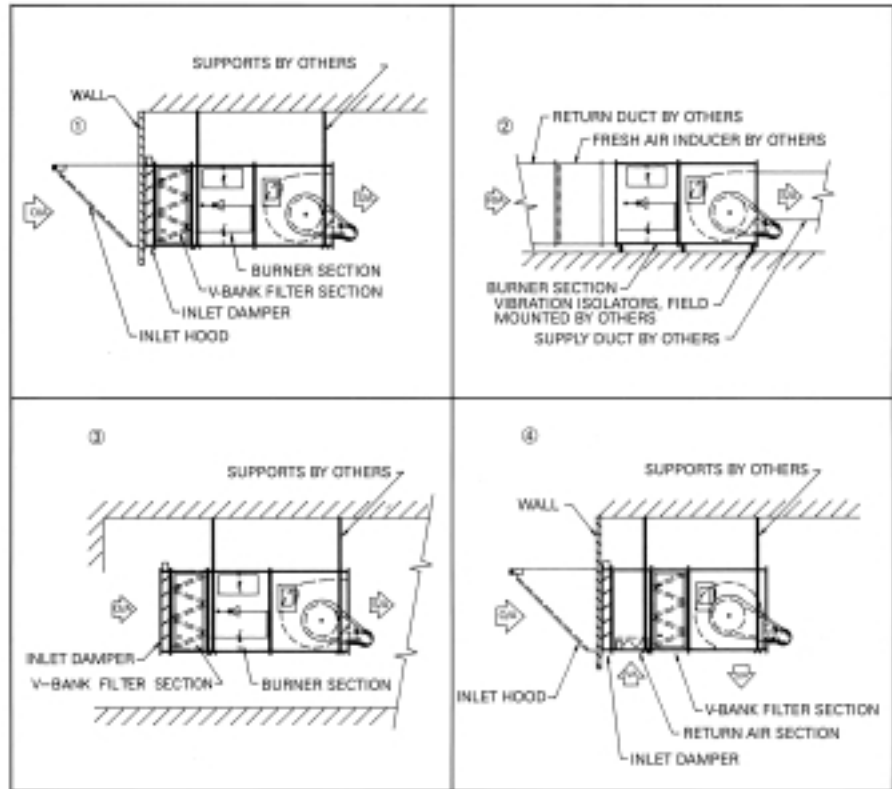 SUPPORTS BY OTHERS
WALL
①
O/A
BURNER SECTION
V-BANK FILTER SECTION
INLET DAMPER
INLET HOOD
②
RETURN DUCT BY OTHERS
FRESH AIR INDUCER BY OTHERS
BURNER SECTION
VIBRATION ISOLATORS, FIELD
MOUNTED BY OTHERS
SUPPLY DUCT BY OTHERS
③
SUPPORTS BY OTHERS
INLET DAMPER
V-BANK FILTER SECTION
BURNER SECTION
④
SUPPORTS BY OTHERS
WALL
O/A
INLET HOOD
V-BANK FILTER SECTION
RETURN AIR SECTION
INLET DAMPER